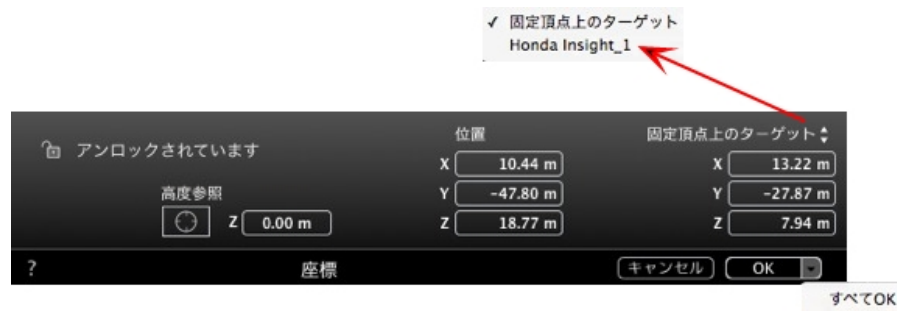 ✓ 固定頂点上のターゲット
Honda Insight_1
アンロックされています
高度参照
Z 0.00 m
位置
X 10.44 m
Y -47.80 m
Z 18.77 m
固定頂点上のターゲット
X 13.22 m
Y -27.87 m
Z 7.94 m
? 座標 キャンセル OK
すべてOK